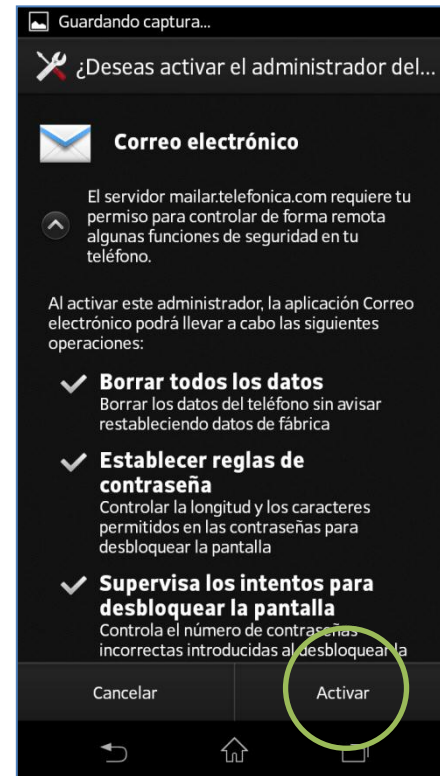 Guardando captura...
¿Deseas activar el administrador del...
Correo electrónico
El servidor mailar.telefonica.com requiere tu
permiso para controlar de forma remota
algunas funciones de seguridad en tu
teléfono.
Al activar este administrador, la aplicación Correo
electrónico podrá llevar a cabo las siguientes
operaciones:
Borrar todos los datos
Borrar los datos del teléfono sin avisar
restableciendo datos de fábrica
Establecer reglas de
contraseña
Controlar la longitud y los caracteres
permitidos en las contraseñas para
desbloquear la pantalla
Supervisa los intentos para
desbloquear la pantalla
Controla el número de contraseñas
incorrectas introducidas al desbloquear la
Cancelar
Activar